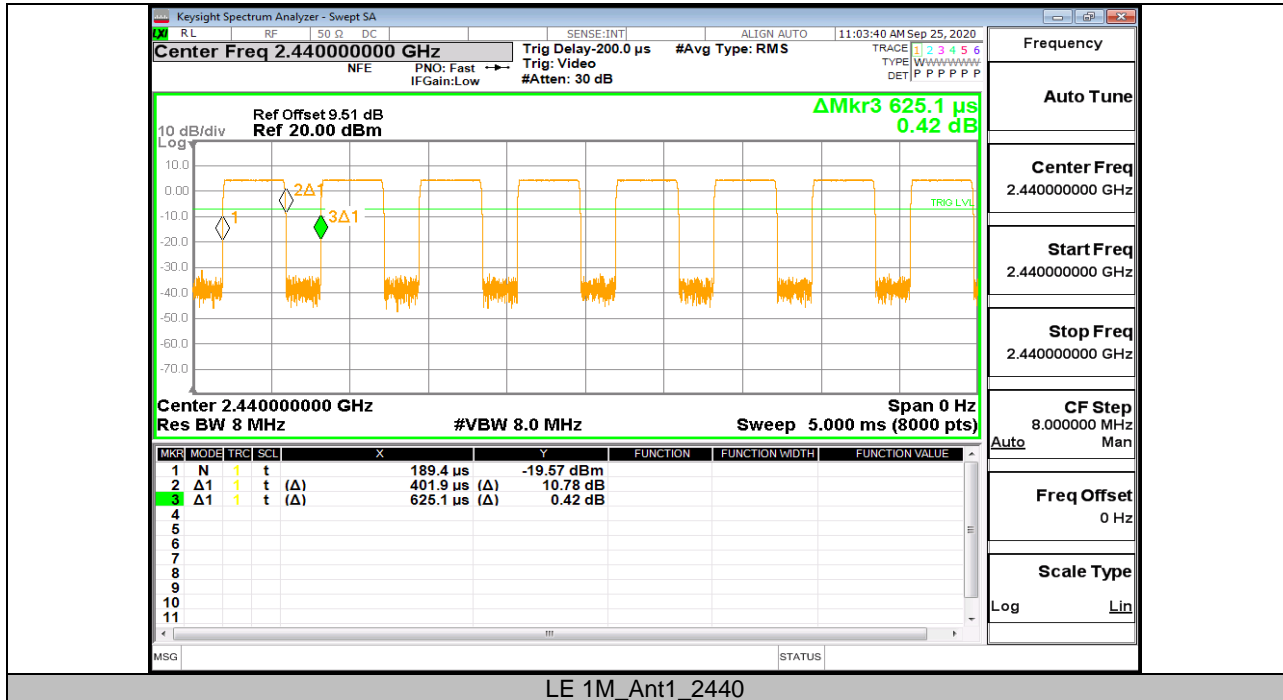 Keysight Spectrum Analyzer - Swept SA
LXI RL RF 50 Ω DC SENSE:INT ALIGN AUTO 11:03:40 AM Sep 25, 2020
Center Freq 2.440000000 GHz
NFE PNO: Fast IFGain:Low
Trig Delay-200.0 µs
Trig: Video
#Atten: 30 dB
#Avg Type: RMS
TRACE 1 2 3 4 5 6
TYPE WWWWWW
DET P P P P P P
ΔMkr3 625.1 µs
0.42 dB
Ref Offset 9.51 dB
10 dB/div Ref 20.00 dBm
Log
10.0
0.00
-10.0
-20.0
-30.0
-40.0
-50.0
-60.0
-70.0
1
2Δ1
3Δ1
TRIG LVL
Center 2.440000000 GHz Span 0 Hz
Res BW 8 MHz #VBW 8.0 MHz Sweep 5.000 ms (8000 pts)
MKR MODE TRC SCL X Y FUNCTION FUNCTION WIDTH FUNCTION VALUE
1 N 1 t 189.4 µs -19.57 dBm
2 Δ1 1 t (Δ) 401.9 µs (Δ) 10.78 dB
3 Δ1 1 t (Δ) 625.1 µs (Δ) 0.42 dB
4
5
6
7
8
9
10
11
MSG STATUS
Frequency
Auto Tune
Center Freq
2.440000000 GHz
Start Freq
2.440000000 GHz
Stop Freq
2.440000000 GHz
CF Step
8.000000 MHz
Auto Man
Freq Offset
0 Hz
Scale Type
Log Lin
LE 1M_Ant1_2440